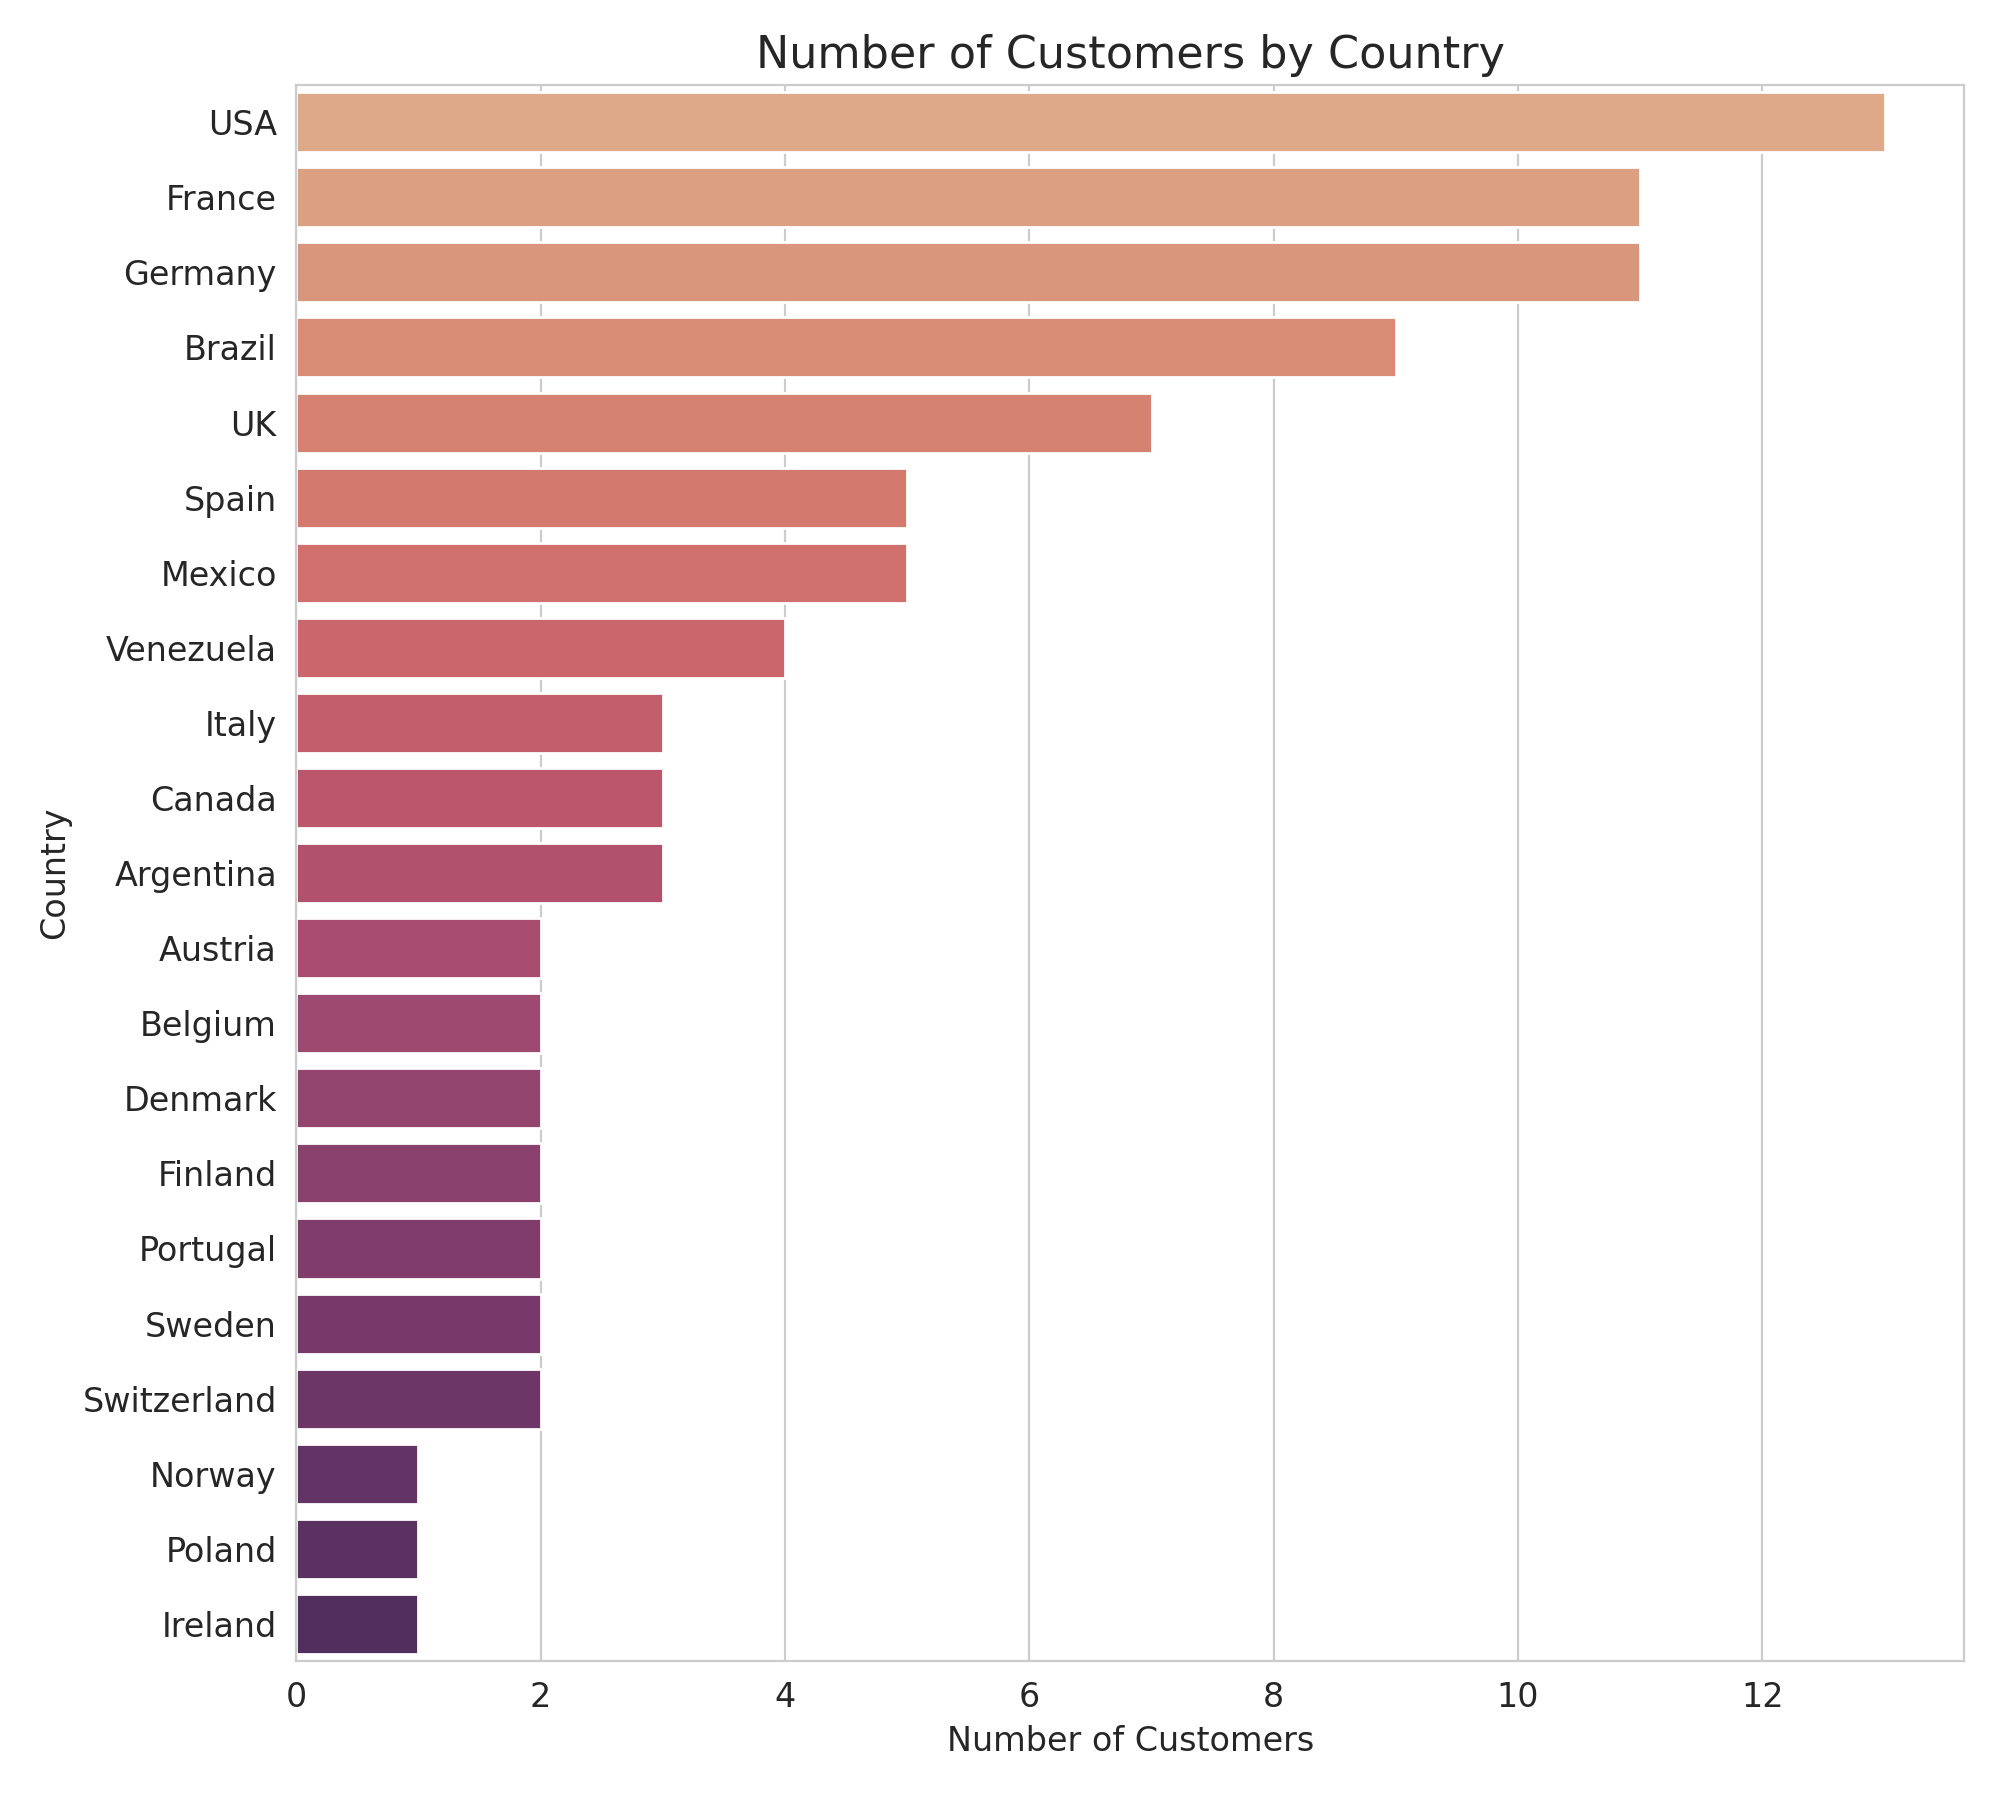 Number of Customers by Country
USA
France
Germany
Brazil
UK
Spain
Mexico
Venezuela
Italy
Canada
Argentina
Austria
Belgium
Denmark
Finland
Portugal
Sweden
Switzerland
Norway
Poland
Ireland
Country
0 2 4 6 8 10 12
Number of Customers